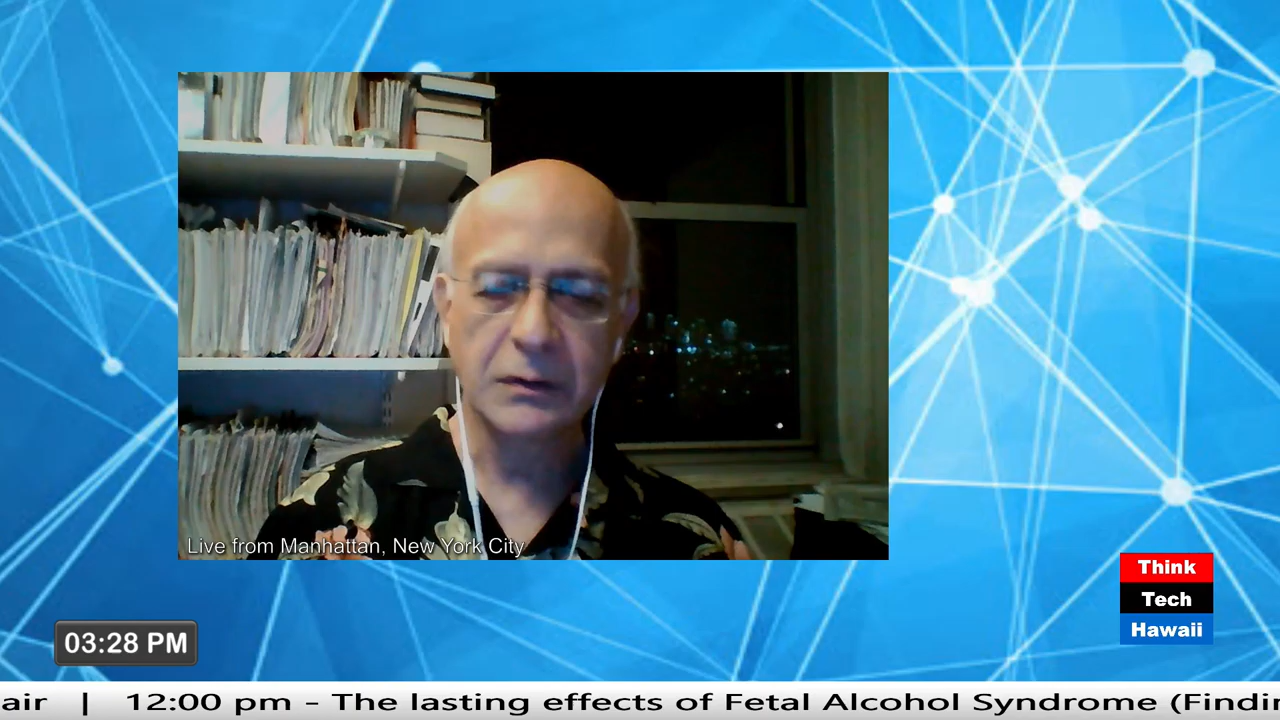 Live from Manhattan, New York City
Think
Tech
Hawaii
03:28 PM
air | 12:00 pm - The lasting effects of Fetal Alcohol Syndrome (Findin